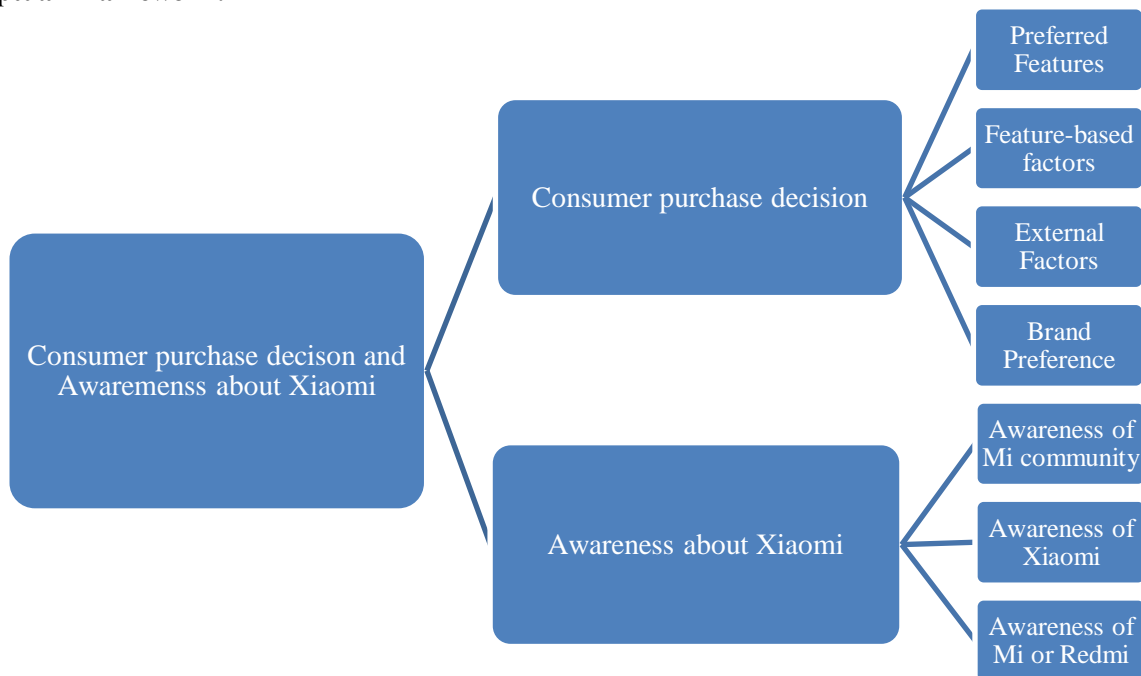 Preferred
Features
Feature-based
factors
Consumer purchase decision
External
Factors
Brand
Preference
Consumer purchase decison and
Awaremenss about Xiaomi
Awareness of
Mi community
Awareness about Xiaomi
Awareness of
Xiaomi
Awareness of
Mi or Redmi